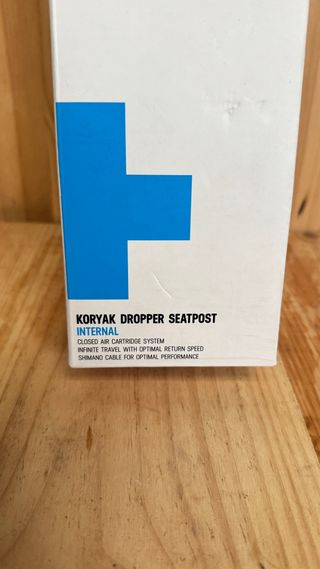 KORYAK DROPPER SEATPOST
INTERNAL
CLOSED AIR CARTRIDGE SYSTEM
INFINITE TRAVEL WITH OPTIMAL RETURN SPEED
SHIMANO CABLE FOR OPTIMAL PERFORMANCE